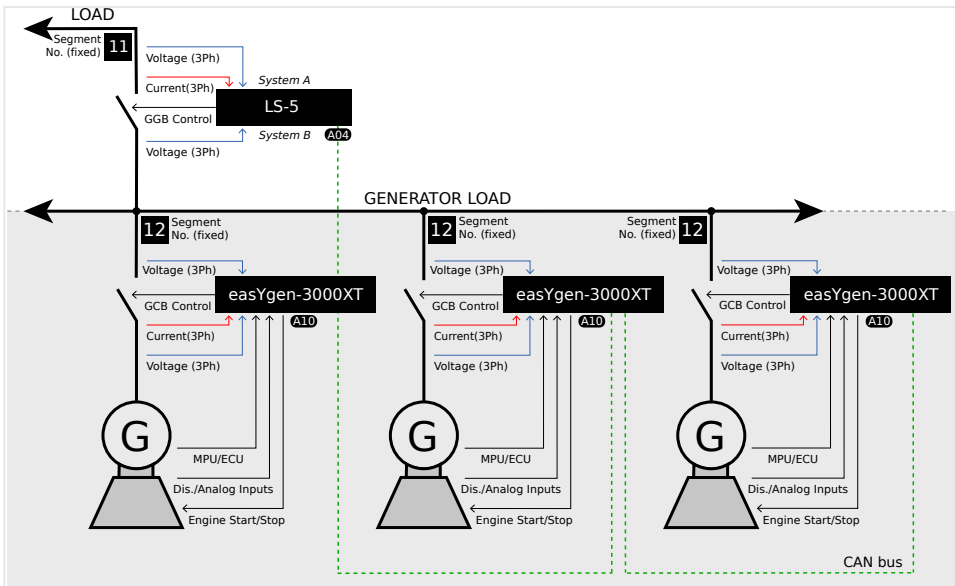 LOAD
Segment
No. (fixed)
11
Voltage (3Ph)
System A
Current(3Ph)
LS-5
GGB Control
System B
A04
Voltage (3Ph)
GENERATOR LOAD
12
Segment
No. (fixed)
12
Segment
No. (fixed)
Segment
No. (fixed)
12
Voltage (3Ph)
Voltage (3Ph)
Voltage (3Ph)
easYgen-3000XT
easYgen-3000XT
easYgen-3000XT
GCB Control
GCB Control
GCB Control
A10
A10
A10
Current(3Ph)
Current(3Ph)
Current(3Ph)
Voltage (3Ph)
Voltage (3Ph)
Voltage (3Ph)
G
G
G
MPU/ECU
MPU/ECU
MPU/ECU
Dis./Analog Inputs
Dis./Analog Inputs
Dis./Analog Inputs
Engine Start/Stop
Engine Start/Stop
Engine Start/Stop
CAN bus